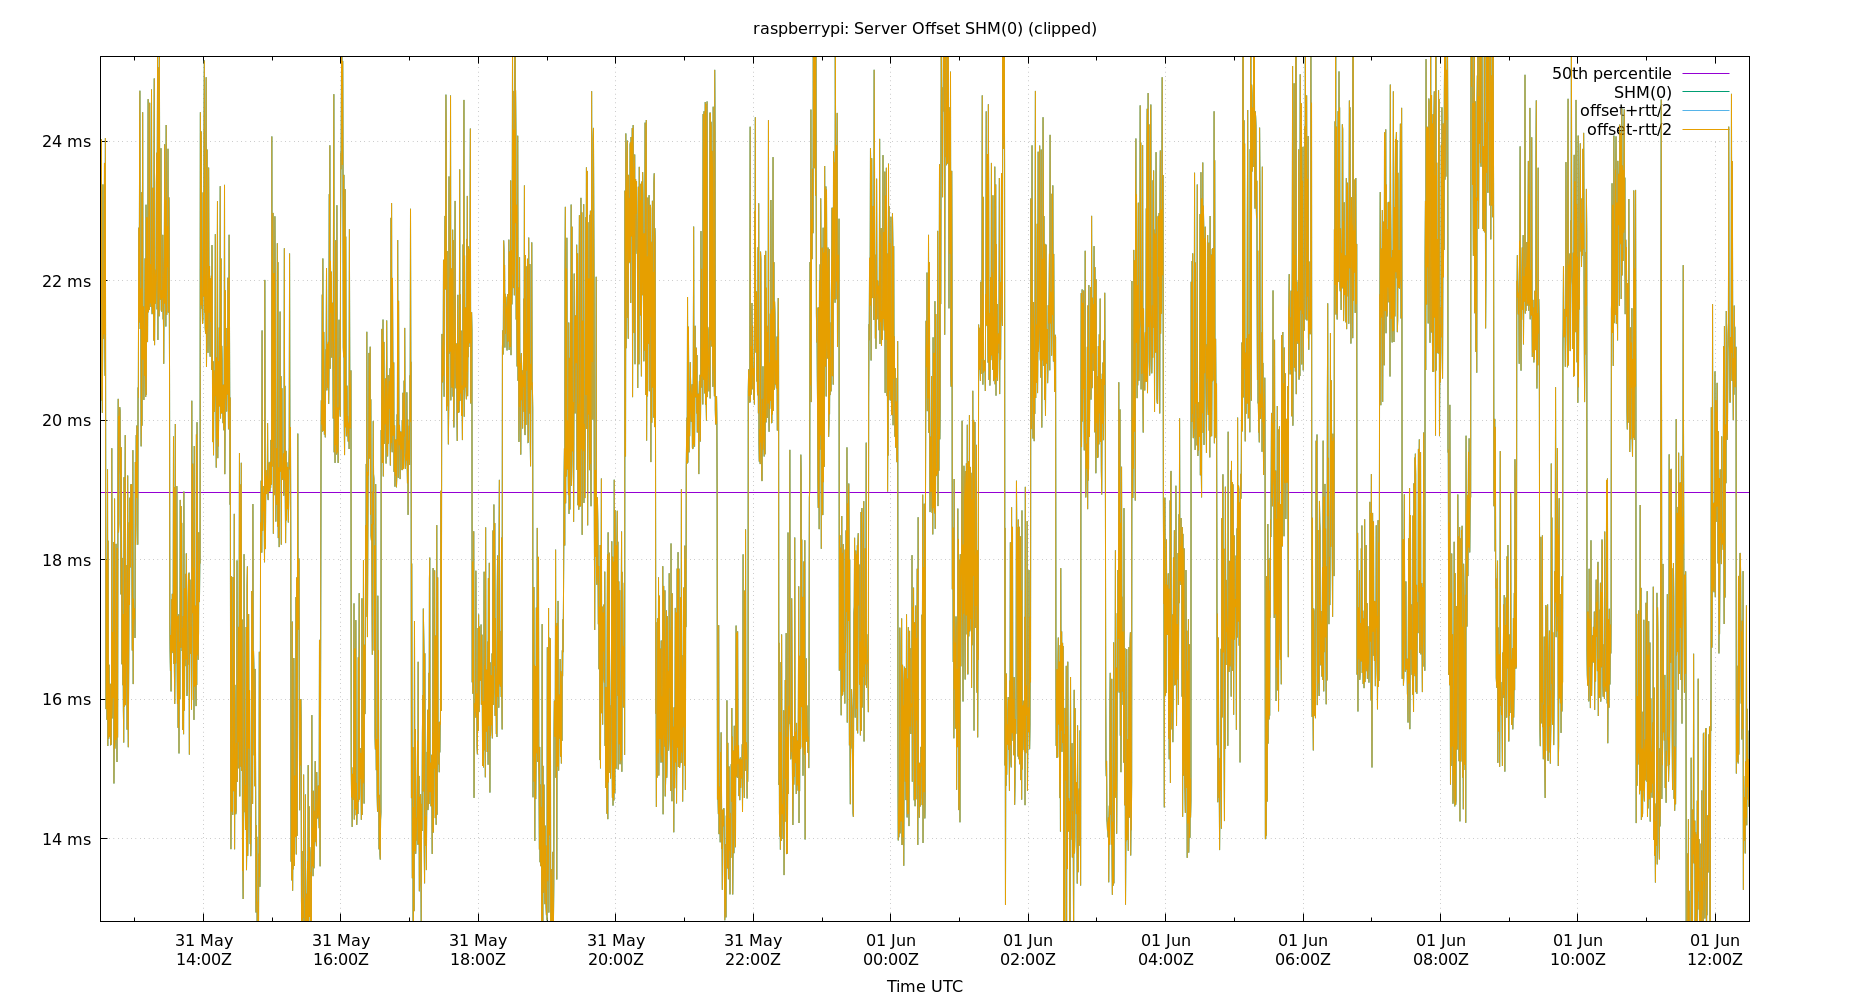 raspberrypi: Server Offset SHM(0) (clipped)
50th percentile
SHM(0)
offset+rtt/2
offset-rtt/2
24 ms
22 ms
20 ms
18 ms
16 ms
14 ms
31 May 14:00Z
31 May 16:00Z
31 May 18:00Z
31 May 20:00Z
31 May 22:00Z
01 Jun 00:00Z
01 Jun 02:00Z
01 Jun 04:00Z
01 Jun 06:00Z
01 Jun 08:00Z
01 Jun 10:00Z
01 Jun 12:00Z
Time UTC